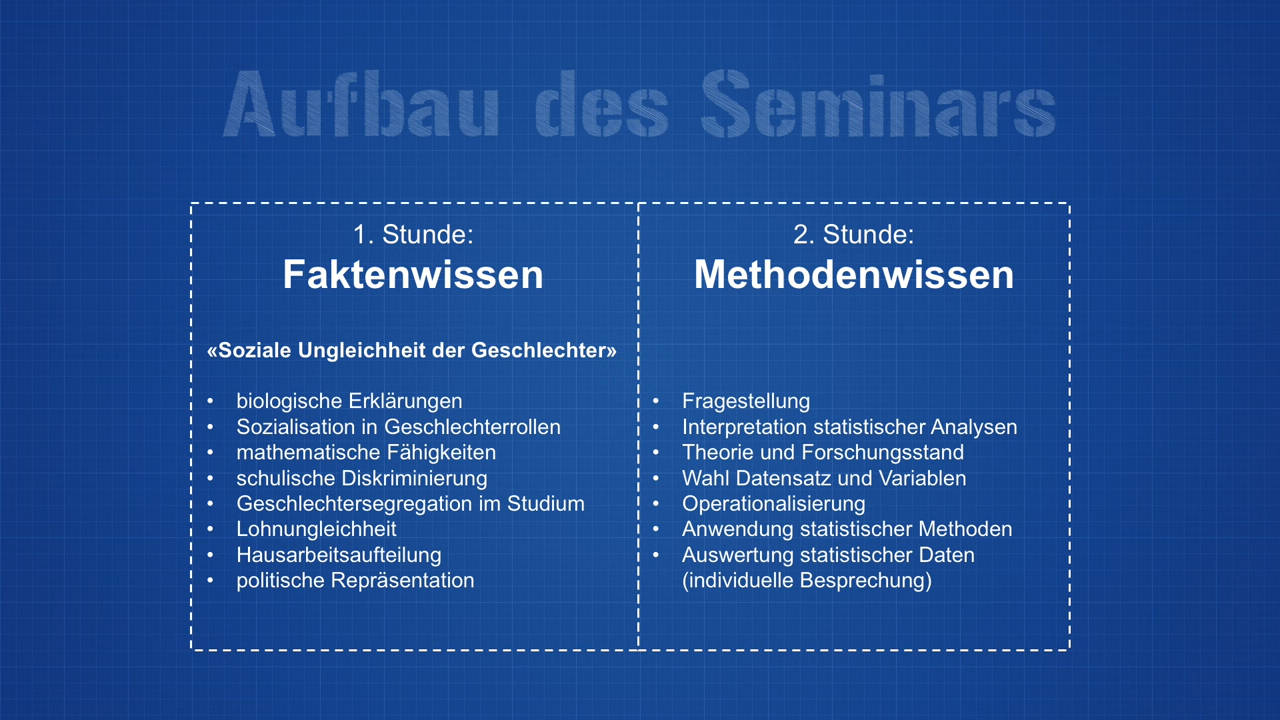 Aufbau des Seminars
1. Stunde:
Faktenwissen
«Soziale Ungleichheit der Geschlechter»
• biologische Erklärungen
• Sozialisation in Geschlechterrollen
• mathematische Fähigkeiten
• schulische Diskriminierung
• Geschlechtersegregation im Studium
• Lohnungleichheit
• Hausarbeitsaufteilung
• politische Repräsentation
2. Stunde:
Methodenwissen
• Fragestellung
• Interpretation statistischer Analysen
• Theorie und Forschungsstand
• Wahl Datensatz und Variablen
• Operationalisierung
• Anwendung statistischer Methoden
• Auswertung statistischer Daten
(individuelle Besprechung)